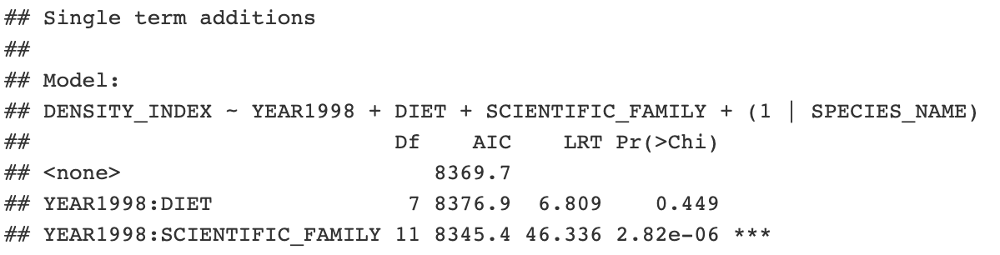 ## Single term additions
##
## Model:
## DENSITY_INDEX ~ YEAR1998 + DIET + SCIENTIFIC_FAMILY + (1 | SPECIES_NAME)
##                            Df    AIC    LRT Pr(>Chi)
## <none>                        8369.7
## YEAR1998:DIET               7 8376.9  6.809    0.449
## YEAR1998:SCIENTIFIC_FAMILY 11 8345.4 46.336 2.82e-06 ***